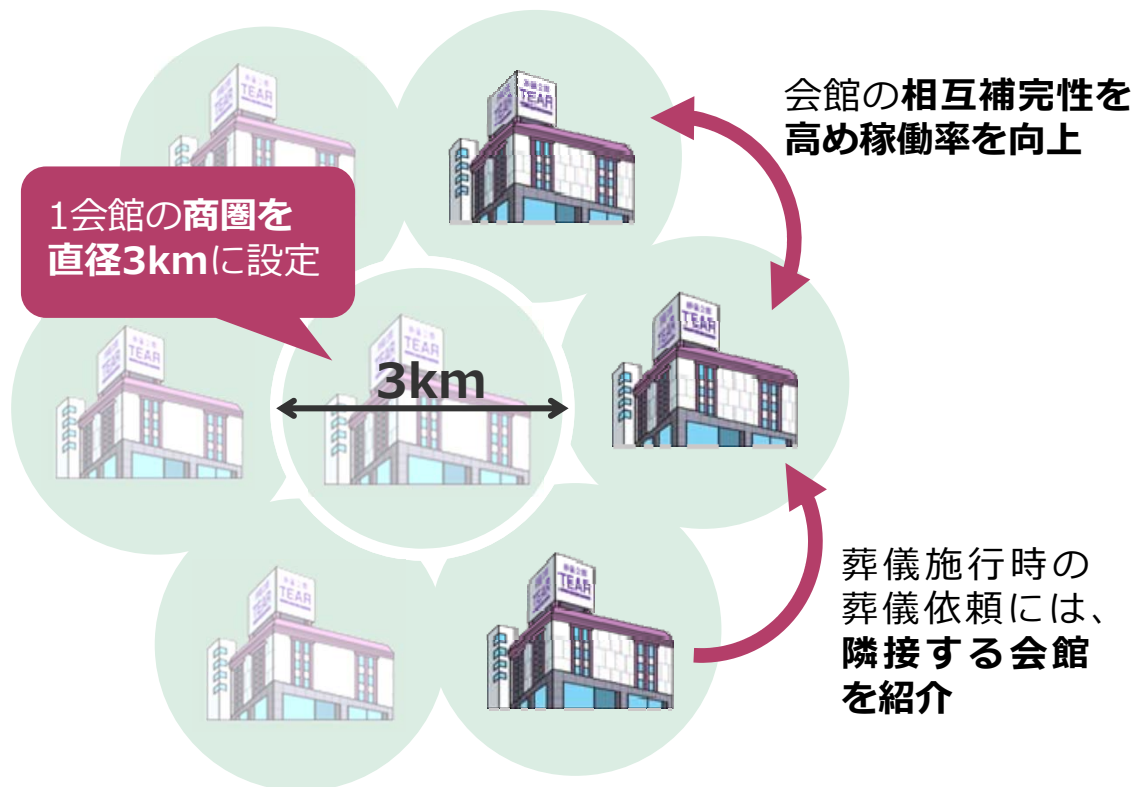 会館の相互補完性を
高め稼働率を向上
1会館の商圏を
直径3kmに設定
3km
葬儀施行時の
葬儀依頼には、
隣接する会館
を紹介
TEAR
TEAR
TEAR
TEAR
TEAR
TEAR
TEAR